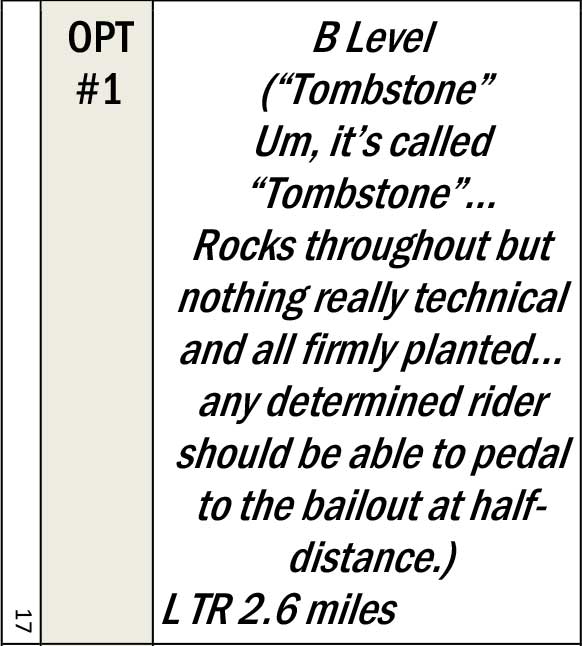 OPT
#1
B Level
(“Tombstone”
Um, it’s called
“Tombstone”...
Rocks throughout but
nothing really technical
and all firmly planted...
any determined rider
should be able to pedal
to the bailout at half-
distance.)
L TR 2.6 miles
17